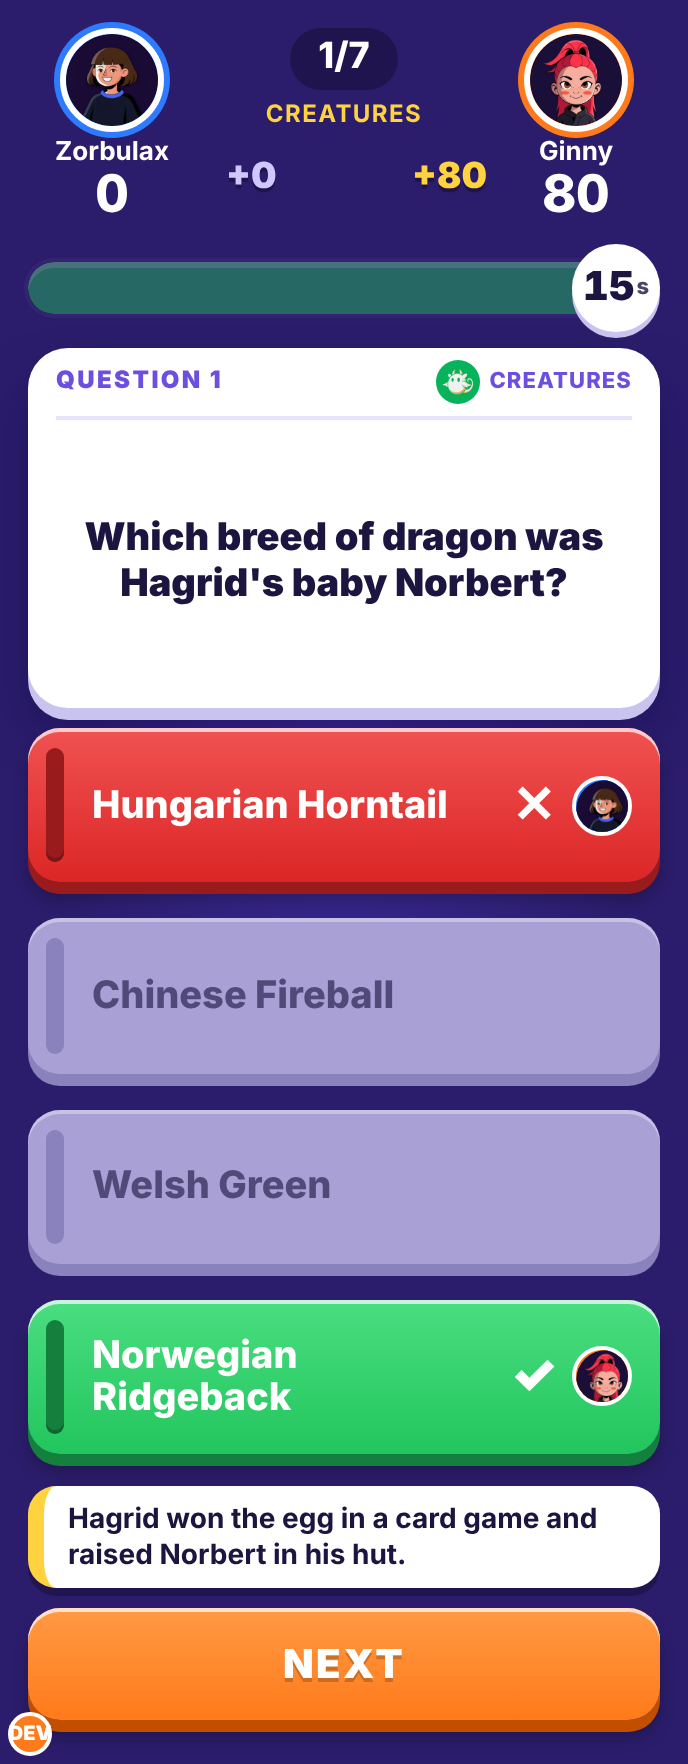 1/7
CREATURES
Zorbulax
0
+0
+80
Ginny
80
15s
QUESTION 1
CREATURES
Which breed of dragon was
Hagrid's baby Norbert?
Hungarian Horntail
Chinese Fireball
Welsh Green
Norwegian
Ridgeback
Hagrid won the egg in a card game and
raised Norbert in his hut.
NEXT
DEV